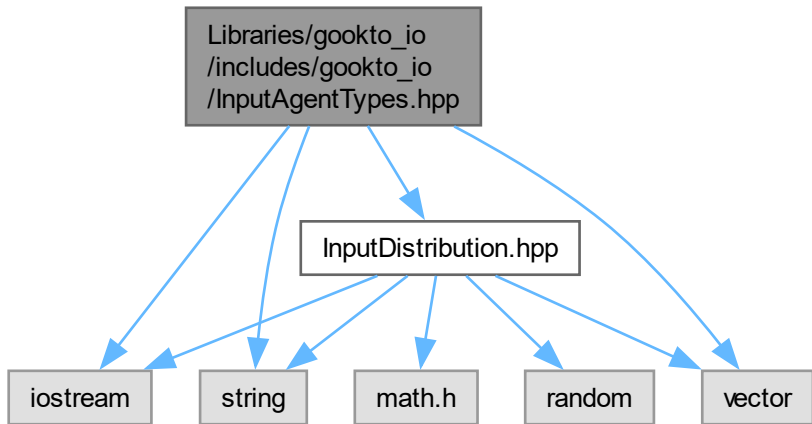 Libraries/gookto_io
/includes/gookto_io
/InputAgentTypes.hpp
InputDistribution.hpp
iostream
string
math.h
random
vector